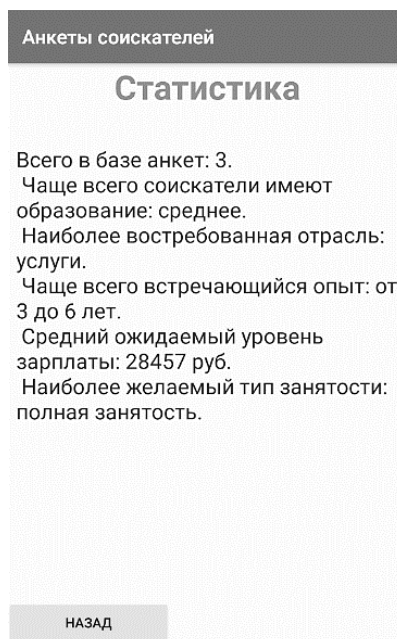 Анкеты соискателей
Статистика
Всего в базе анкет: 3.
Чаще всего соискатели имеют
образование: среднее.
Наиболее востребованная отрасль:
услуги.
Чаще всего встречающийся опыт: от
3 до 6 лет.
Средний ожидаемый уровень
зарплаты: 28457 руб.
Наиболее желаемый тип занятости:
полная занятость.
НАЗАД